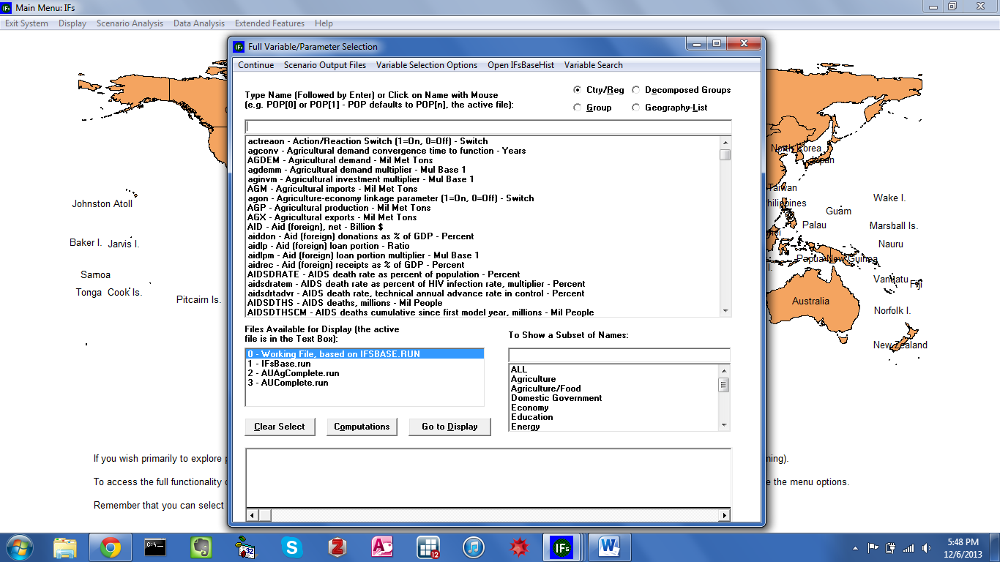 Main Menu: IFs
Exit System Display Scenario Analysis Data Analysis Extended Features Help
Full Variable/Parameter Selection
Continue Scenario Output Files Variable Selection Options Open IFsBaseHist Variable Search
Type Name (Followed by Enter) or Click on Name with Mouse
(e.g. POP[0] or POP[1] - POP defaults to POP[n], the active file):
Ctry/Reg Decomposed Groups
Group Geography-List
actreaon - Action/Reaction Switch (1=On, 0=Off) - Switch
agconv - Agricultural demand convergence time to function - Years
AGDEM - Agricultural demand - Mil Met Tons
agdemm - Agricultural demand multiplier - Mul Base 1
aginvm - Agricultural investment multiplier - Mul Base 1
AGM - Agricultural imports - Mil Met Tons
agon - Agriculture-economy linkage parameter (1=On, 0=Off) - Switch
AGP - Agricultural production - Mil Met Tons
AGX - Agricultural exports - Mil Met Tons
AID - Aid (foreign), net - Billion $
aiddon - Aid (foreign) donations as % of GDP - Percent
aidlp - Aid (foreign) loan portion - Ratio
aidlpm - Aid (foreign) loan portion multiplier - Mul Base 1
aidrec - Aid (foreign) receipts as % of GDP - Percent
AIDSDRATE - AIDS death rate as percent of population - Percent
aidsdratem - AIDS death rate as percent of HIV infection rate, multiplier - Percent
aidsdrtadvr - AIDS death rate, technical annual advance rate in control - Percent
AIDSDTHS - AIDS deaths, millions - Mil People
AIDSDTHSCM - AIDS deaths cumulative since first model year, millions - Mil People
Files Available for Display (the active
file is in the Text Box):
0 - Working File, based on IFSBASE.RUN
1 - IFsBase.run
2 - AUAgComplete.run
3 - AUComplete.run
To Show a Subset of Names:
ALL
Agriculture
Agriculture/Food
Domestic Government
Economy
Education
Energy
Clear Select Computations Go to Display
Johnston Atoll
Baker I. Jarvis I.
Samoa
Tonga Cook Is.
Pitcairn Is.
North Korea
Japan
Taiwan
Philippines
Guam
Wake I.
Palau
Marshall Is.
Nauru
Papua New Guinea
I.
Vanuatu
Fiji
Australia
Norfolk I.
New Zealand
If you wish primarily to explore
ming).
To access the full functionality
e the menu options.
Remember that you can select
C:\
32
12
IFs
5:48 PM
12/6/2013